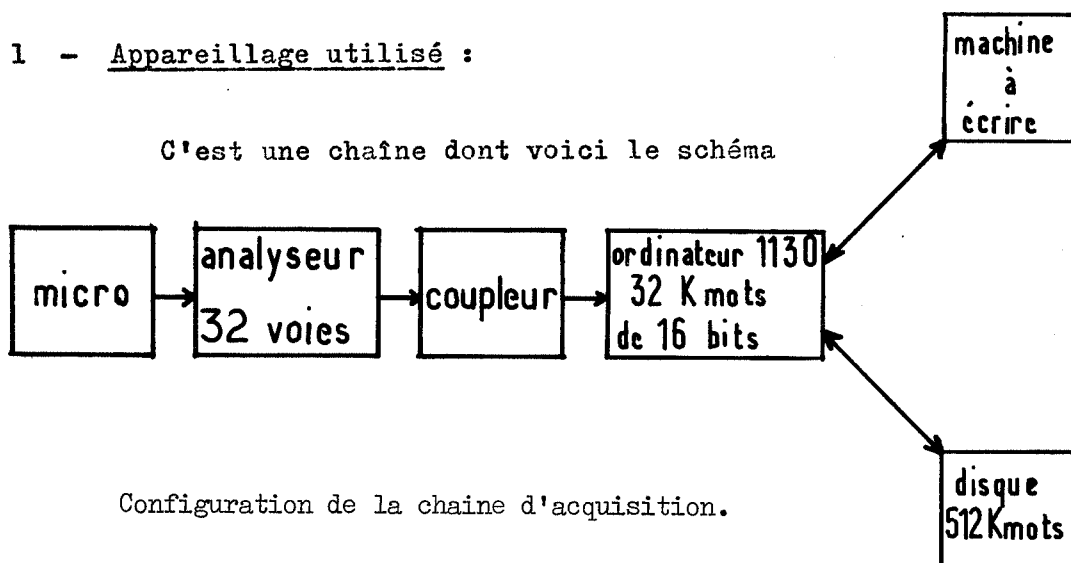 1 - Appareillage utilisé :
C'est une chaîne dont voici le schéma
machine
à
écrire
micro
analyseur
32 voies
coupleur
ordinateur 1130
32 K mots
de 16 bits
disque
512Kmots
Configuration de la chaine d'acquisition.